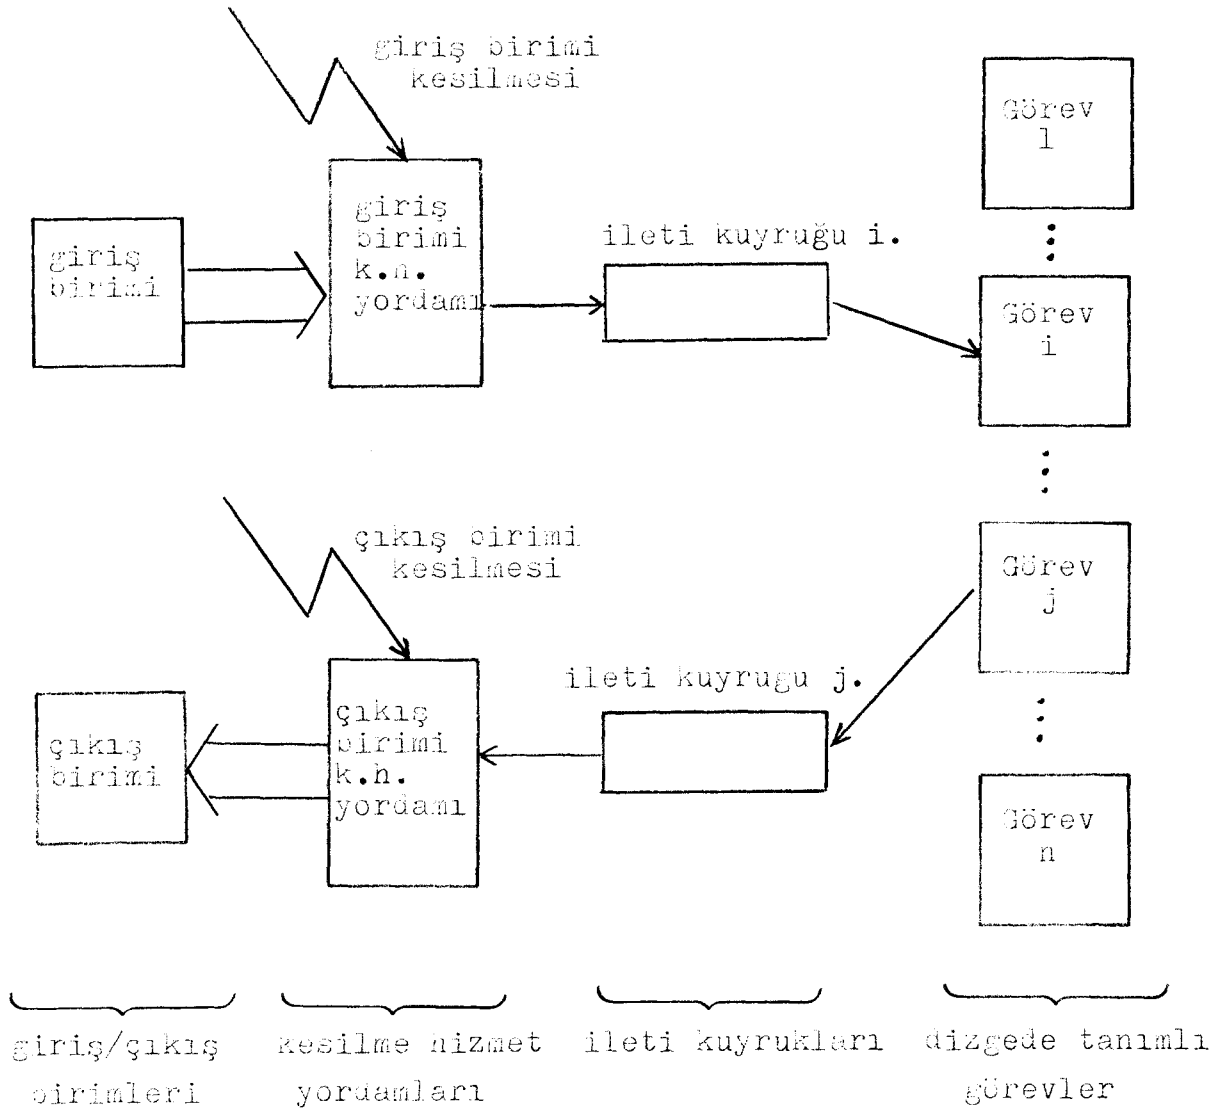 giriş birimi
kesilmesi
Görev
1
giriş
birimi
giriş
birimi
k.h.
yordamı
ileti kuyruğu i.
Görev
i
çıkış birimi
kesilmesi
Görev
j
ileti kuyrugu j.
çıkış
birimi
çıkış
birimi
k.h.
yordamı
Görev
n
giriş/çıkış
birimleri
kesilme hizmet
yordamları
ileti kuyrukları
dizgede tanımlı
görevler